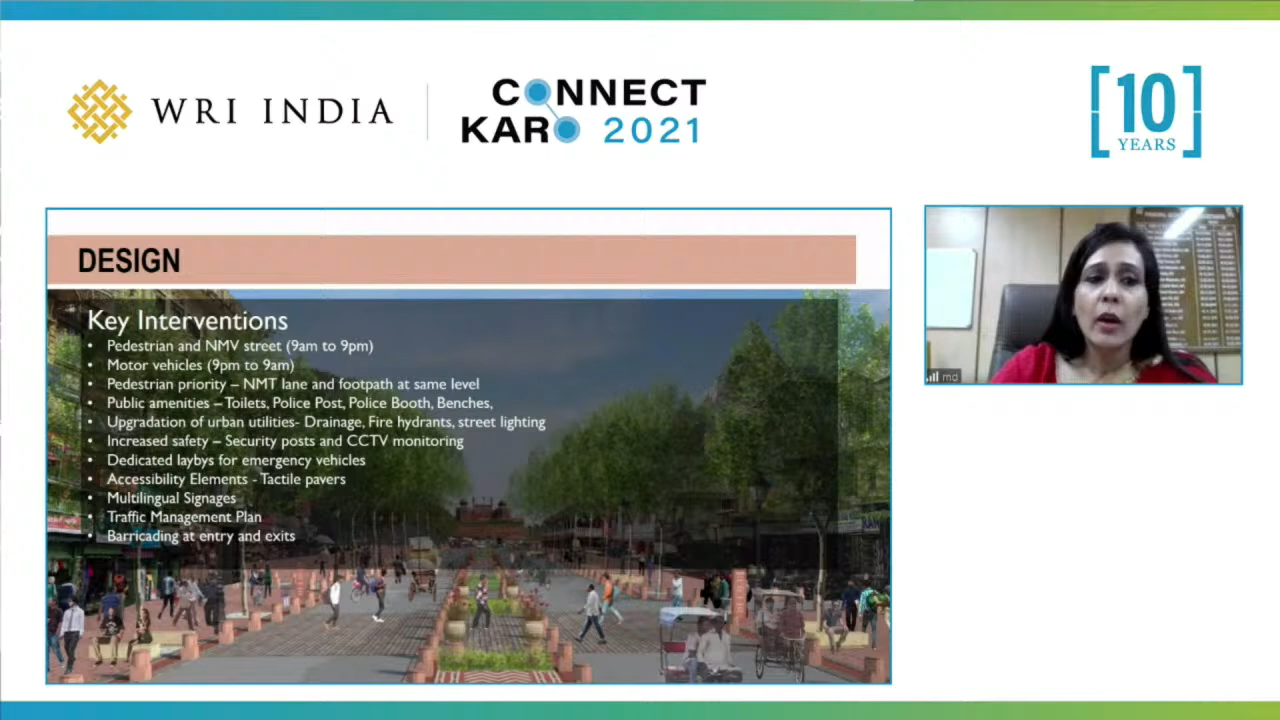 WRI INDIA
CONNECT
KARO 2021
10
YEARS
DESIGN
Key Interventions
• Pedestrian and NMV street (9am to 9pm)
• Motor vehicles (9pm to 9am)
• Pedestrian priority – NMT lane and footpath at same level
• Public amenities – Toilets, Police Post, Police Booth, Benches,
• Upgradation of urban utilities- Drainage, Fire hydrants, street lighting
• Increased safety – Security posts and CCTV monitoring
• Dedicated laybys for emergency vehicles
• Accessibility Elements - Tactile pavers
• Multilingual Signages
• Traffic Management Plan
• Barricading at entry and exits
md